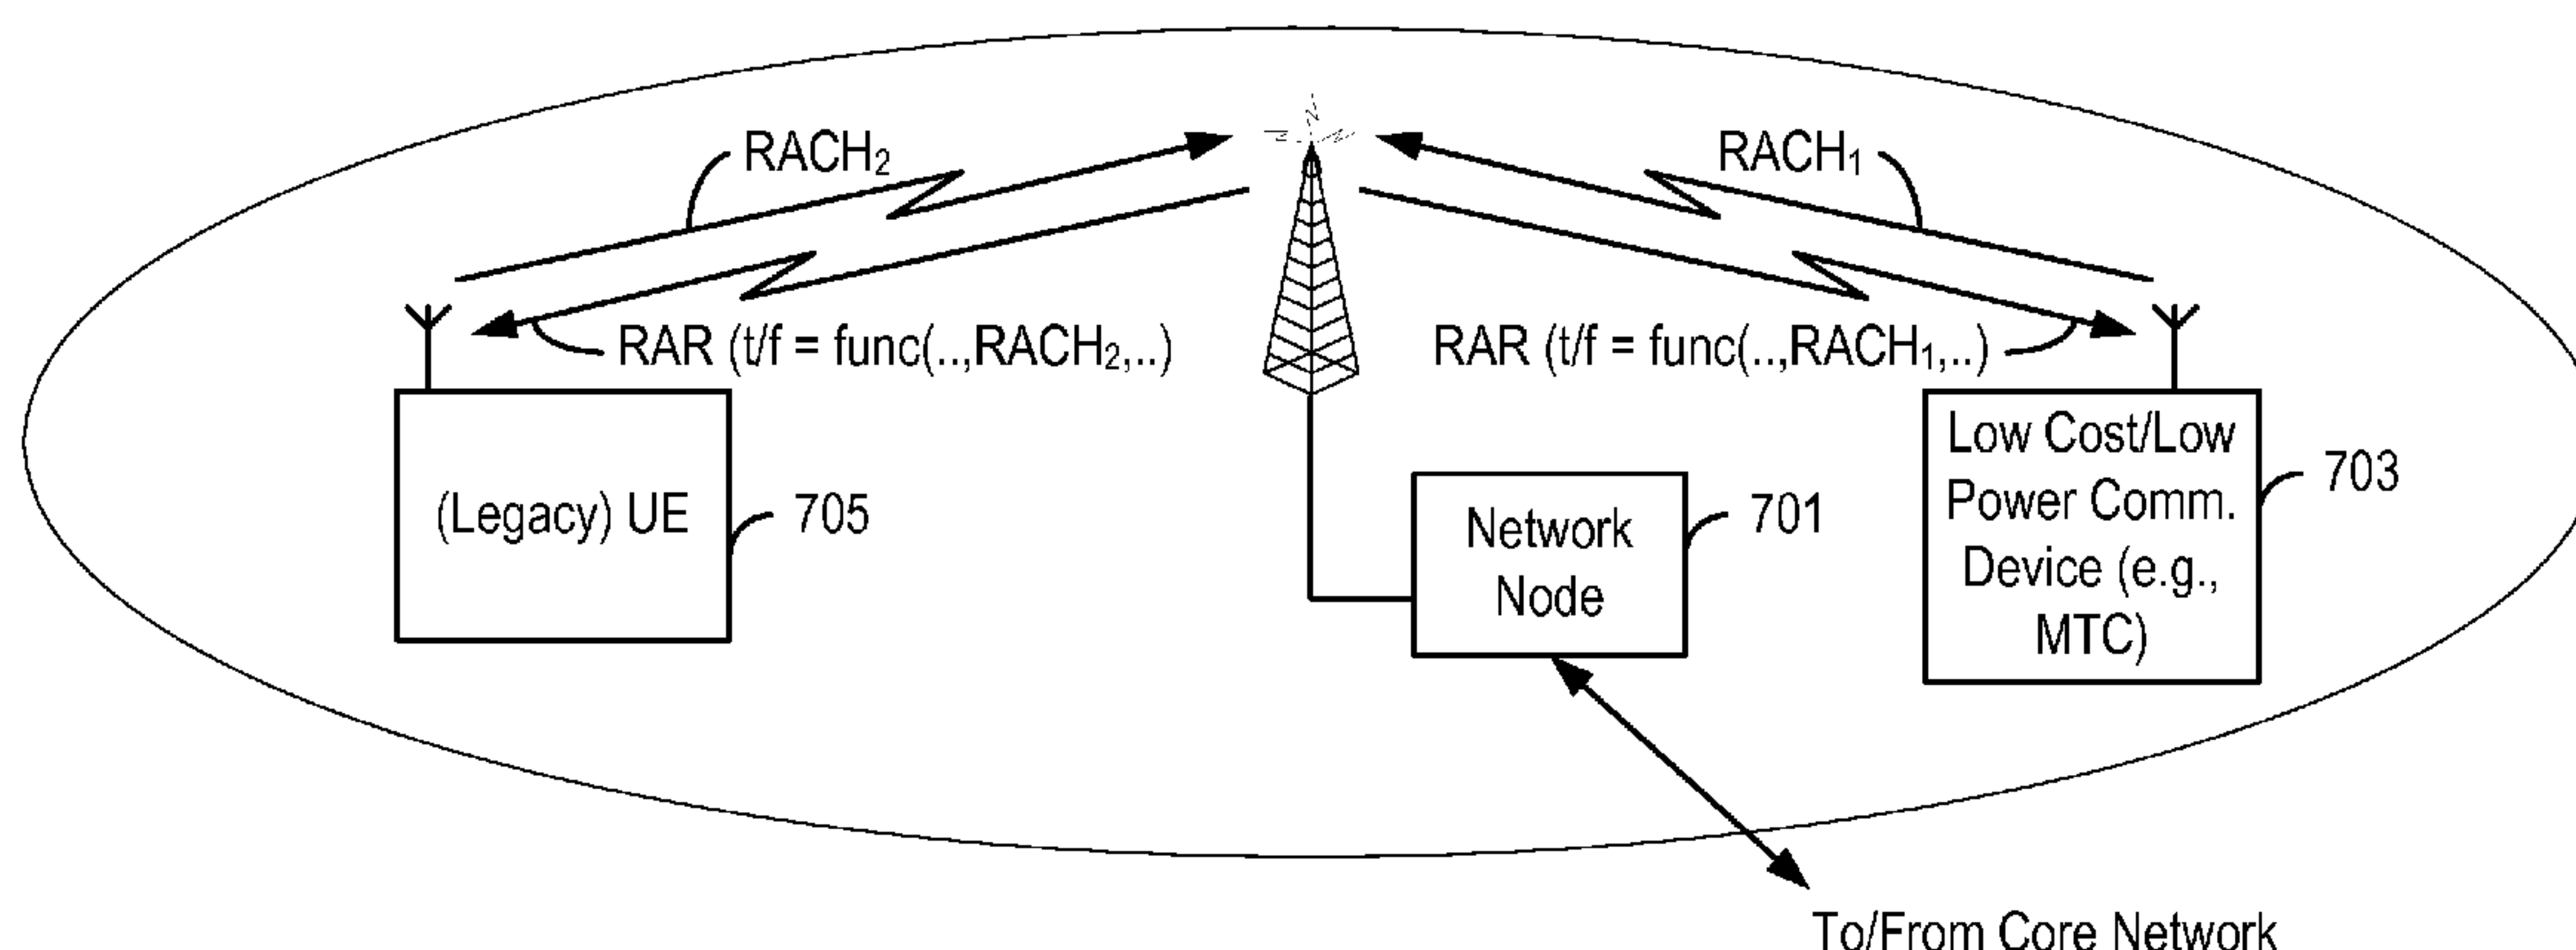 RACH₂
RACH₁
RAR (t/f = func(..,RACH₂,..)
RAR (t/f = func(..,RACH₁,..)
(Legacy) UE
705
Network
Node
701
Low Cost/Low
Power Comm.
Device (e.g.,
MTC)
703
To/From Core Network